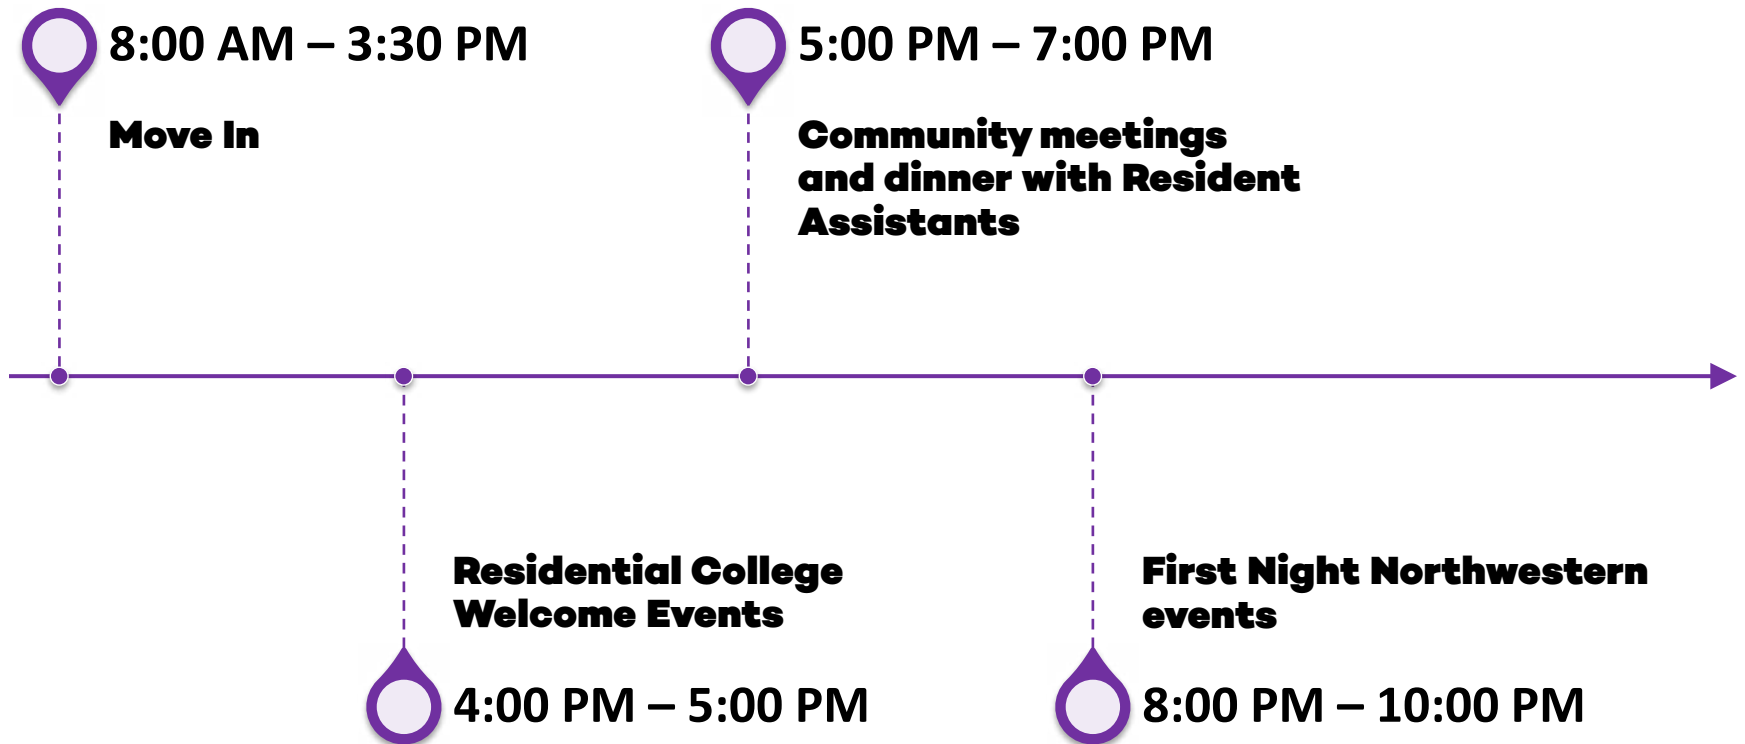 8:00 AM – 3:30 PM
Move In
Residential College
Welcome Events
4:00 PM – 5:00 PM
5:00 PM – 7:00 PM
Community meetings
and dinner with Resident
Assistants
First Night Northwestern
events
8:00 PM – 10:00 PM